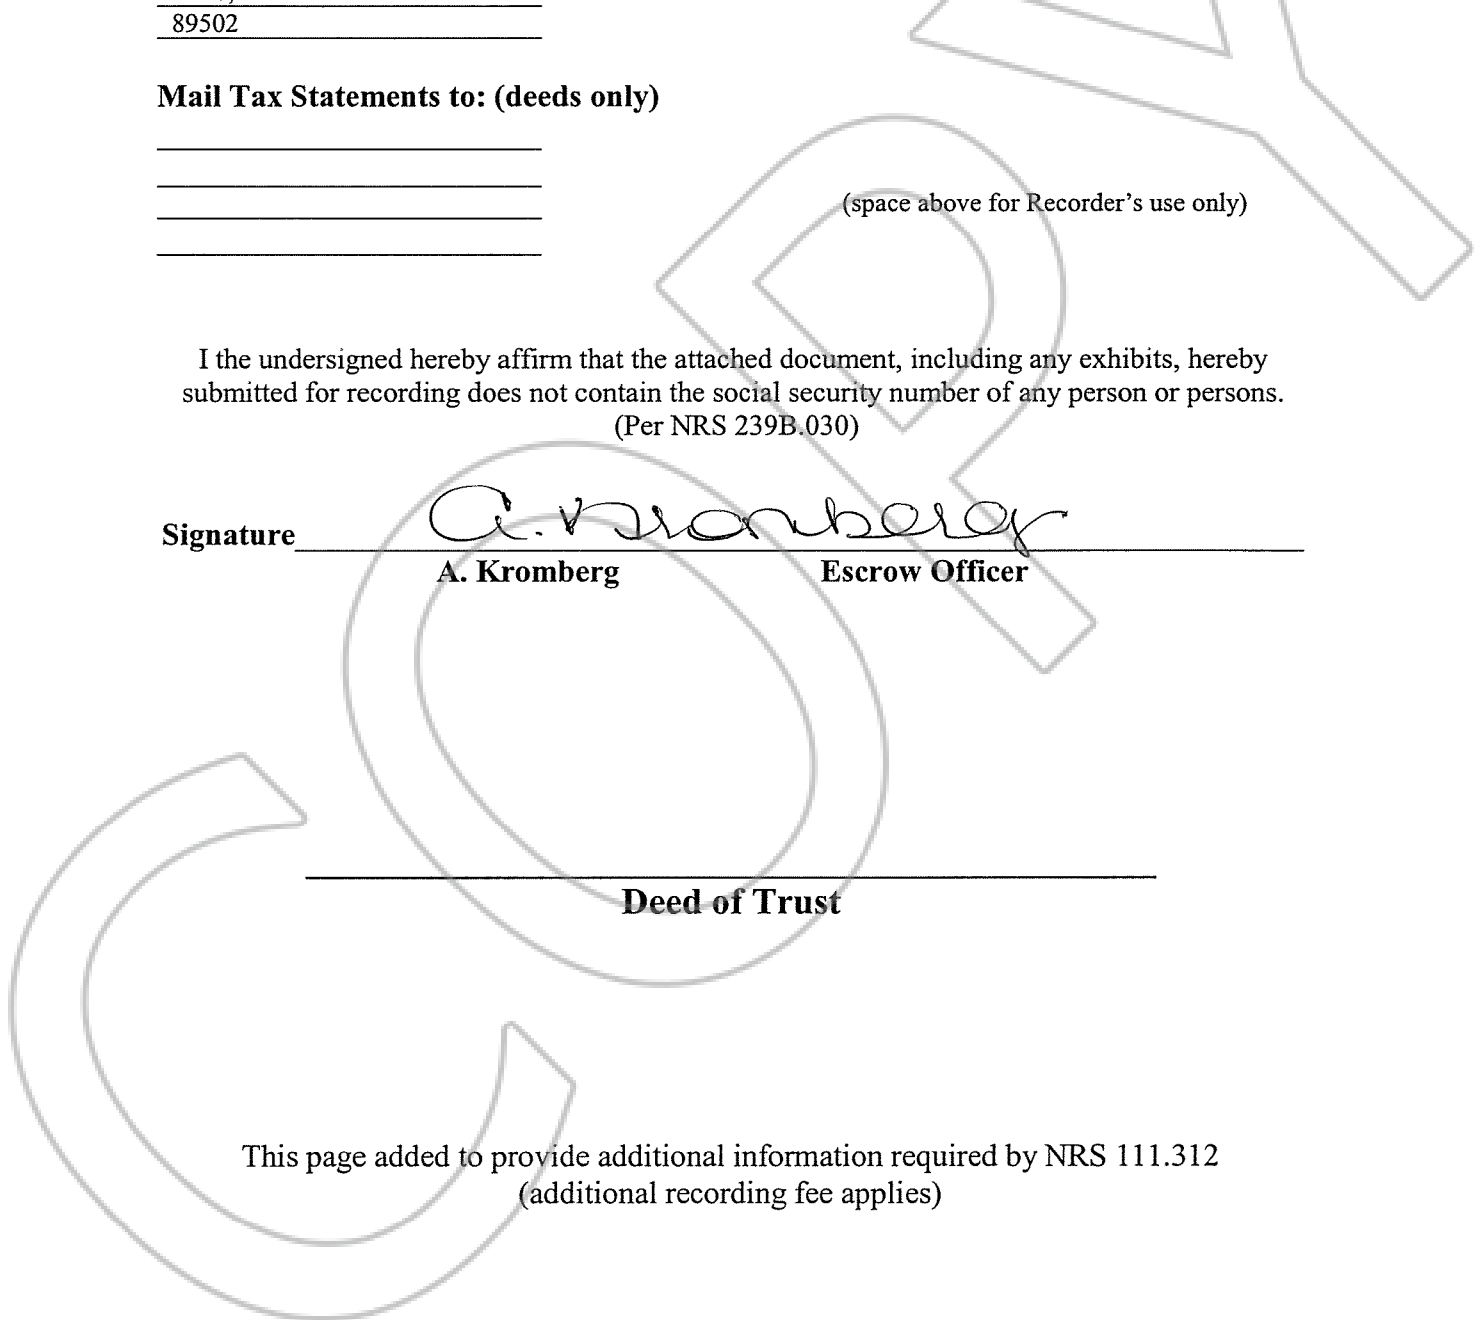 89502
Mail Tax Statements to: (deeds only)
(space above for Recorder's use only)
I the undersigned hereby affirm that the attached document, including any exhibits, hereby
submitted for recording does not contain the social security number of any person or persons.
(Per NRS 239B.030)
Signature A. Kromberg
A. Kromberg Escrow Officer
Deed of Trust
This page added to provide additional information required by NRS 111.312
(additional recording fee applies)
COPY